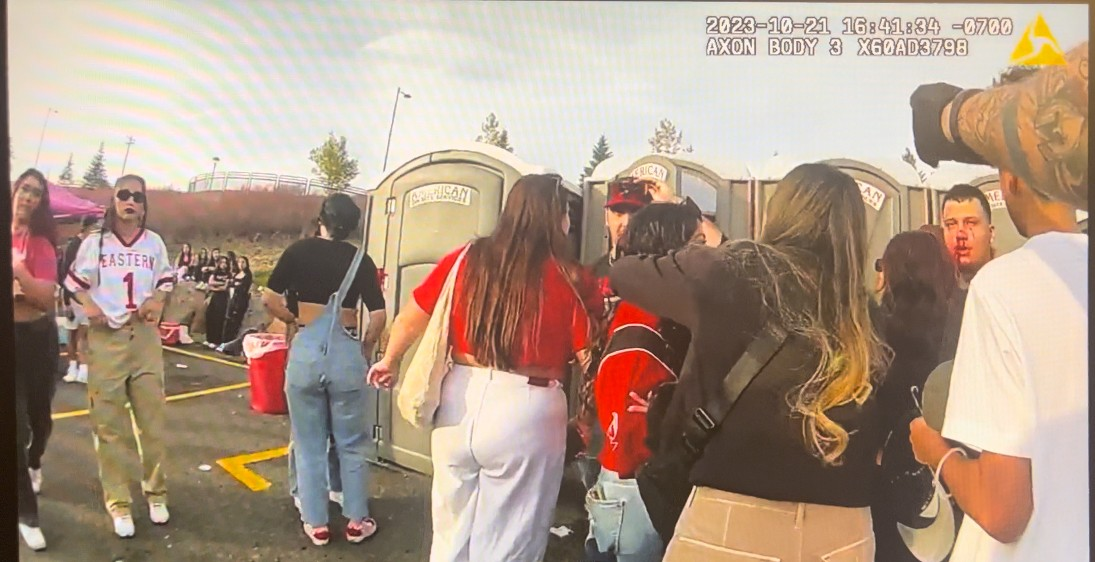 2023-10-21 16:41:34 -0700
AXON BODY 3 X60AD3798
AMERICAN
EASTERN
1